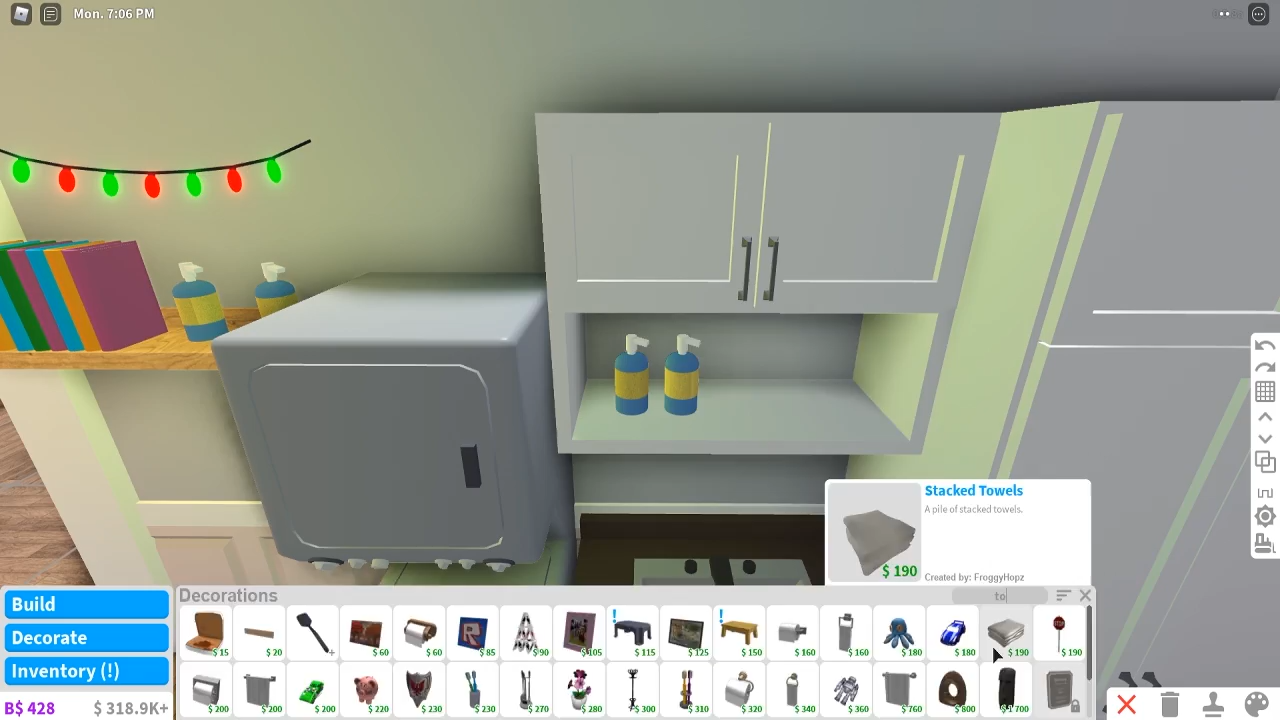 Mon. 7:06 PM
Stacked Towels
A pile of stacked towels.
$ 190
Created by: FroggyHopz
Build
Decorate
Inventory (!)
B$ 428 $ 318.9K+
Decorations
to
$ 15 $ 20 + $ 60 $ 60 $ 85 $ 90 $ 105 $ 115 $ 125 $ 150 $ 160 $ 160 $ 180 $ 180 $ 190 $ 190
$ 200 $ 200 $ 200 $ 220 $ 230 $ 230 $ 270 $ 280 $ 300 $ 310 $ 320 $ 340 $ 360 $ 760 $ 800 $ 1 700